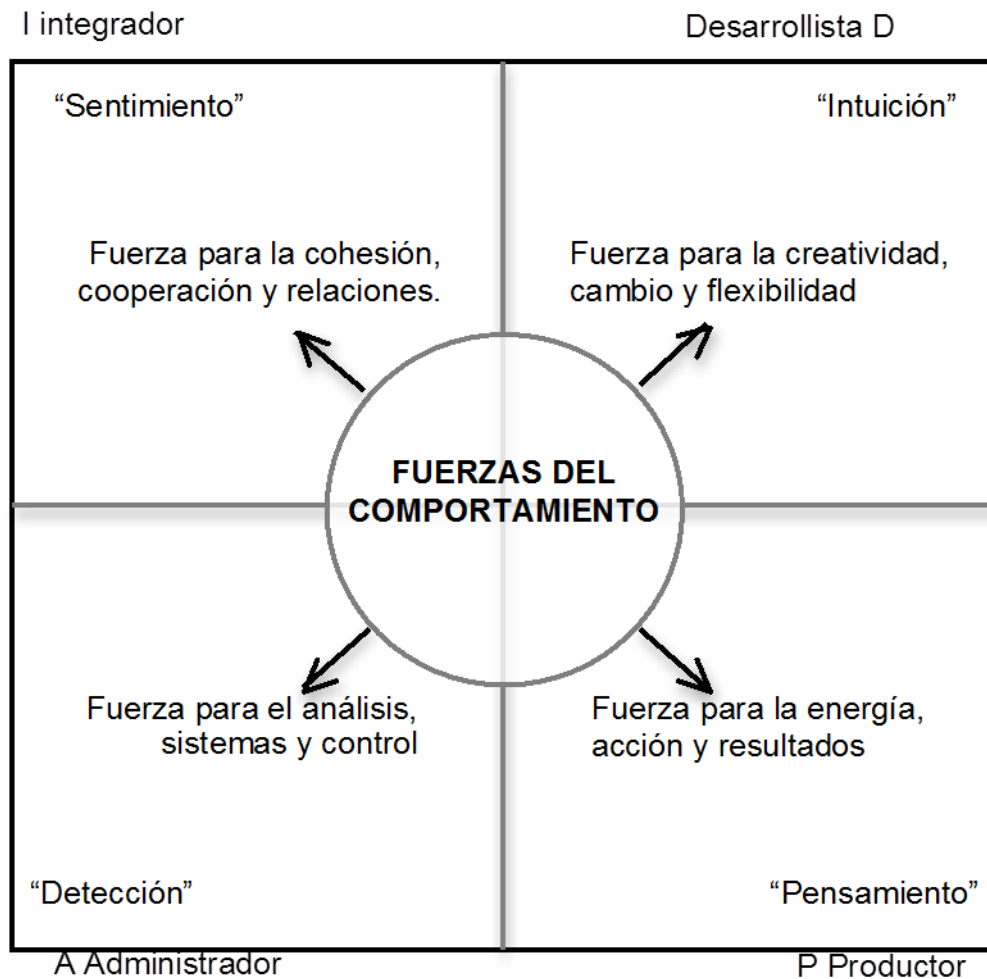 I integrador
Desarrollista D
“Sentimiento”
“Intuición”
Fuerza para la cohesión,
cooperación y relaciones.
Fuerza para la creatividad,
cambio y flexibilidad
FUERZAS DEL
COMPORTAMIENTO
Fuerza para el análisis,
sistemas y control
Fuerza para la energía,
acción y resultados
“Detección”
“Pensamiento”
A Administrador
P Productor